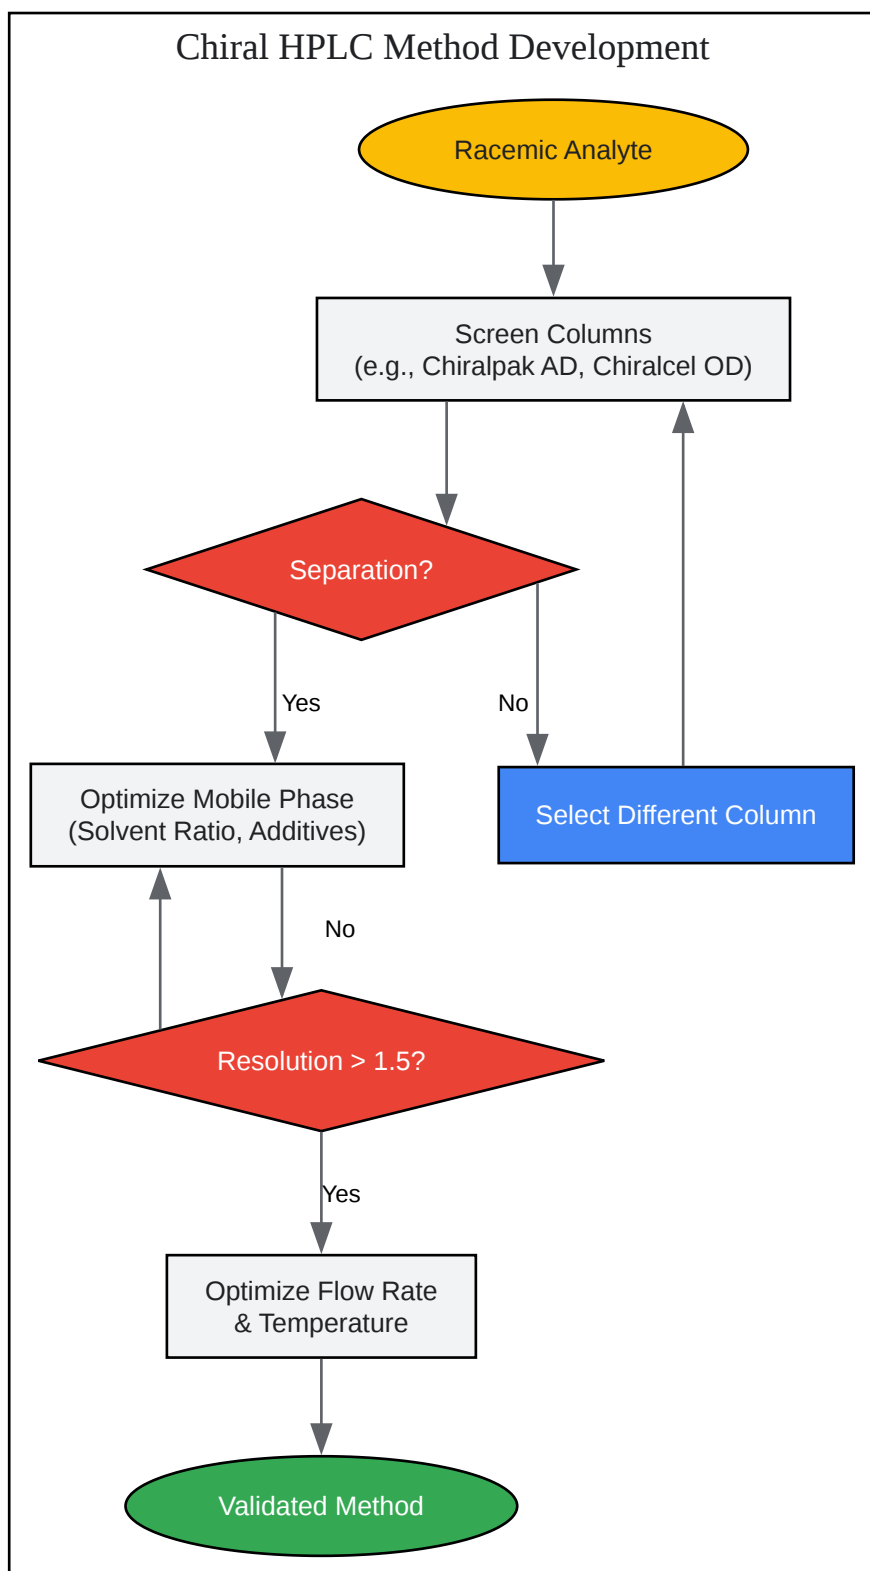 Chiral HPLC Method Development
Racemic Analyte
Screen Columns
(e.g., Chiralpak AD, Chiralcel OD)
Separation?
Yes
No
Optimize Mobile Phase
(Solvent Ratio, Additives)
Select Different Column
No
Resolution > 1.5?
Yes
Optimize Flow Rate
& Temperature
Validated Method